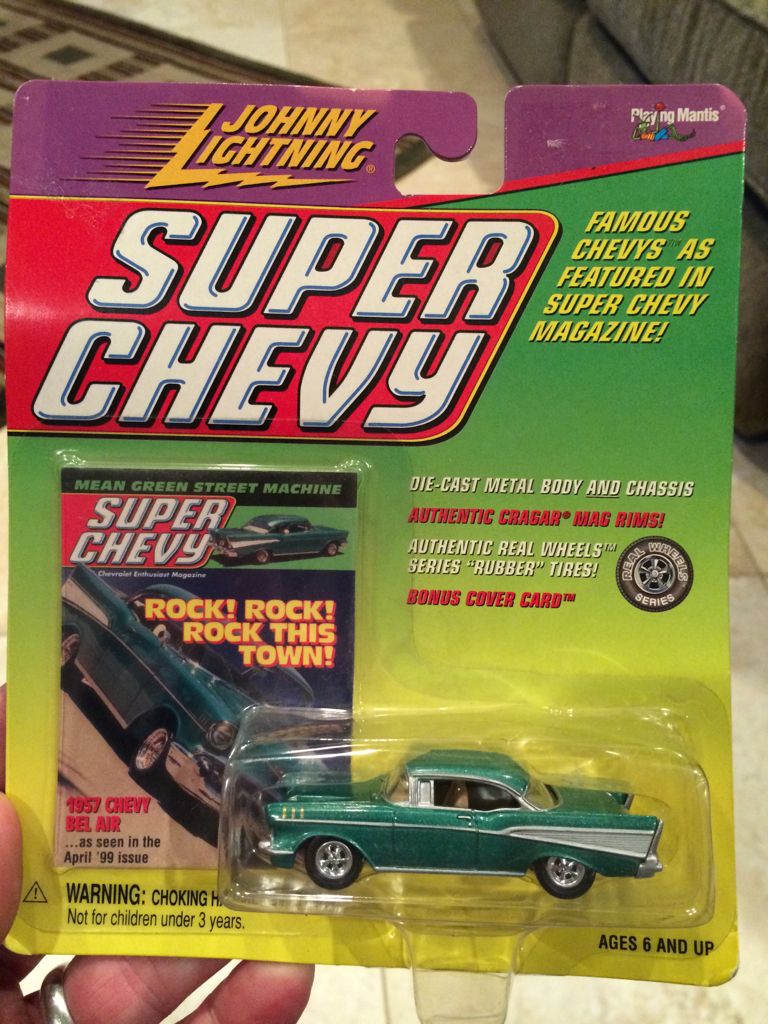 JOHNNY
LIGHTNING®
Playing Mantis®
SUPER
CHEVY
FAMOUS
CHEVYS™ AS
FEATURED IN
SUPER CHEVY
MAGAZINE!
MEAN GREEN STREET MACHINE
SUPER
CHEVY
Chevrolet Enthusiast Magazine
ROCK! ROCK!
ROCK THIS
TOWN!
1957 CHEVY
BEL AIR
...as seen in the
April '99 issue
DIE-CAST METAL BODY AND CHASSIS
AUTHENTIC CRAGAR® MAG RIMS!
AUTHENTIC REAL WHEELS™
SERIES "RUBBER" TIRES!
REAL WHEELS
SERIES
BONUS COVER CARD™
WARNING: CHOKING
Not for children under 3 years.
AGES 6 AND UP